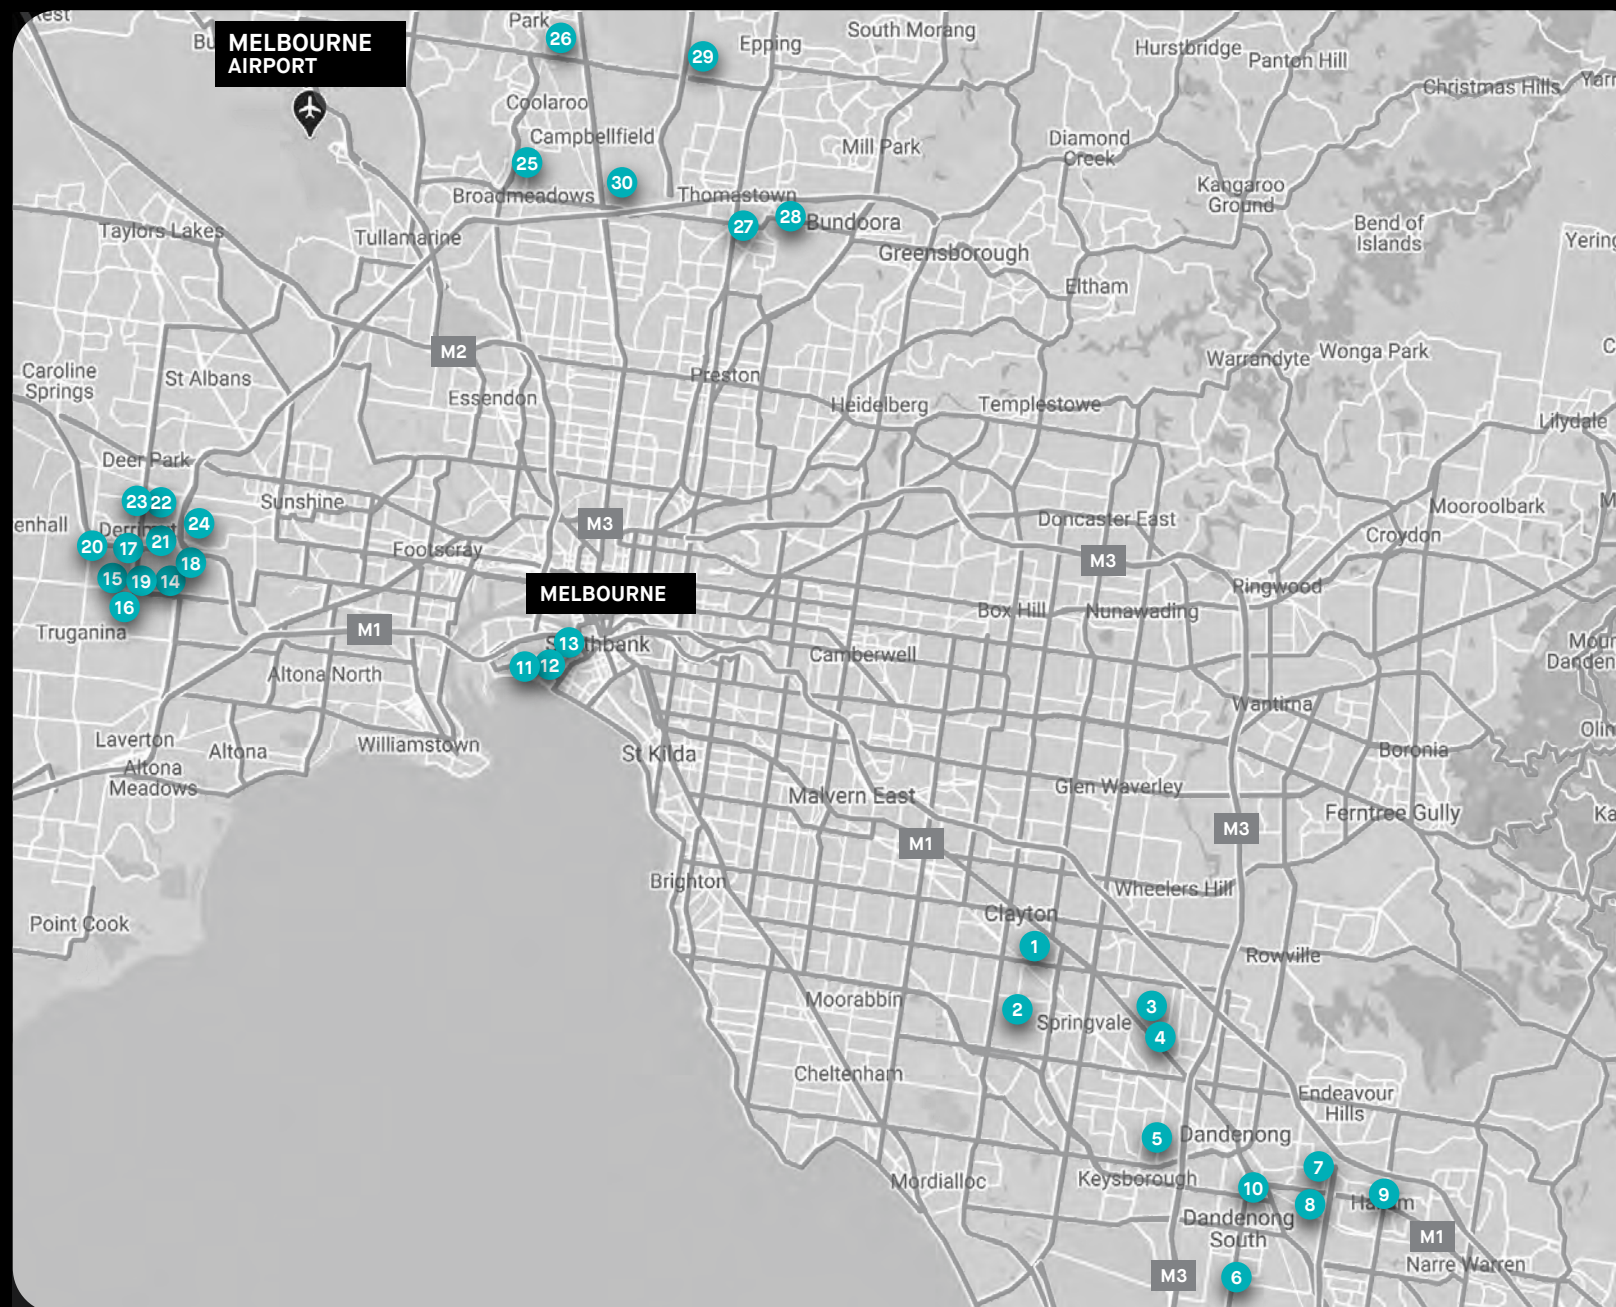 MELBOURNE
AIRPORT
Park
26
29
Epping
South Morang
Hurstbridge
Panton Hill
Christmas Hills
Coolaroo
Campbellfield
25
30
Broadmeadows
Thomastown
27
28
Bundoora
Mill Park
Diamond
Creek
Kangaroo
Ground
Bend of
Islands
Taylors Lakes
Tullamarine
Greensborough
Eltham
M2
Caroline
Springs
St Albans
Essendon
Preston
Heidelberg
Templestowe
Warrandyte
Wonga Park
Lilydale
Deer Park
Sunshine
23
22
24
20
17
21
18
15
19
14
16
Truganina
Footscray
M3
Doncaster East
M3
Mooroolbark
Croydon
Ringwood
MELBOURNE
Box Hill
Nunawading
M1
13
11
12
Altona North
Camberwell
Wantirna
Laverton
Altona
Williamstown
Altona
Meadows
St Kilda
Boronia
Malvern East
Glen Waverley
M1
M3
Ferntree Gully
Brighton
Wheelers Hill
Point Cook
Clayton
1
Rowville
Moorabbin
2
Springvale
3
4
Cheltenham
Endeavour
Hills
5
Dandenong
Mordialloc
Keysborough
7
10
8
9
Dandenong
South
M1
M3
6
Narre Warren